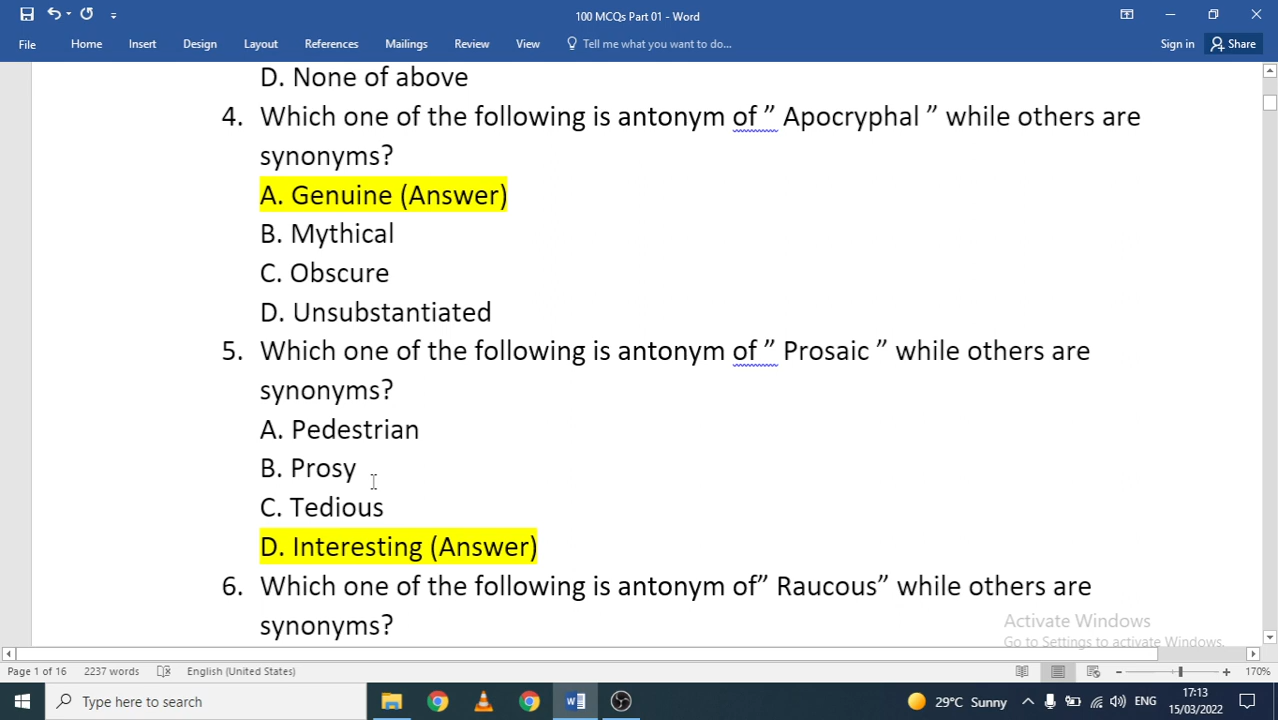 100 MCQs Part 01 - Word
File Home Insert Design Layout References Mailings Review View Tell me what you want to do... Sign in Share
D. None of above
4. Which one of the following is antonym of ” Apocryphal ” while others are
synonyms?
A. Genuine (Answer)
B. Mythical
C. Obscure
D. Unsubstantiated
5. Which one of the following is antonym of ” Prosaic ” while others are
synonyms?
A. Pedestrian
B. Prosy
C. Tedious
D. Interesting (Answer)
6. Which one of the following is antonym of” Raucous” while others are
synonyms?
Activate Windows
Go to Settings to activate Windows.
Page 1 of 16 2237 words English (United States) 170%
Type here to search 29°C Sunny ENG 17:13
15/03/2022